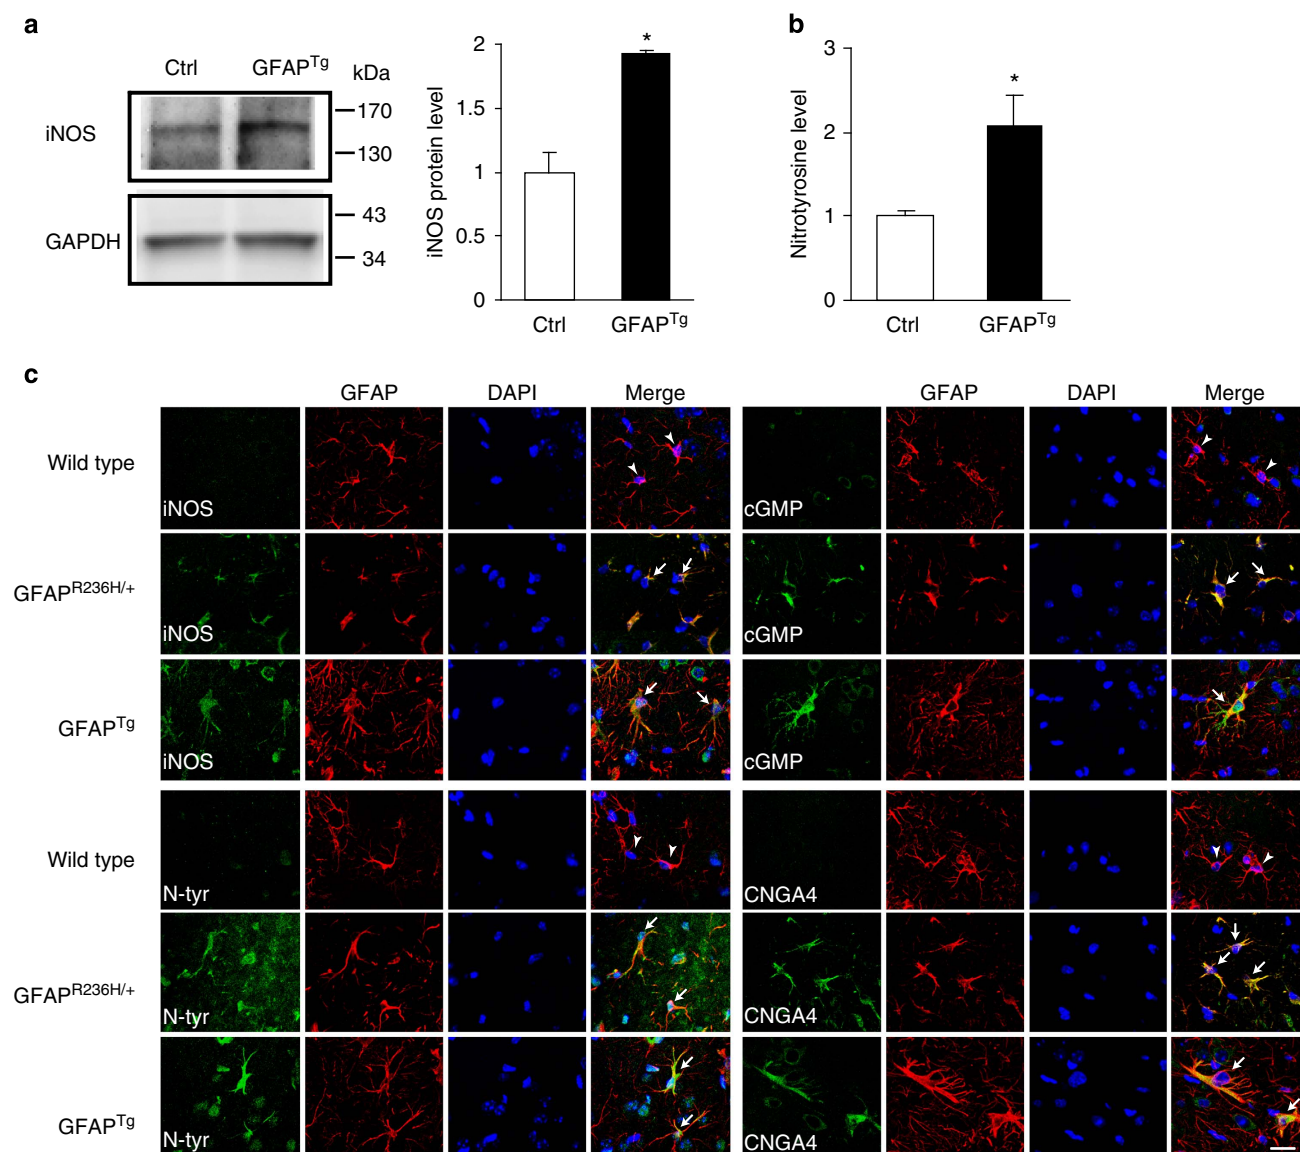 a
Ctrl GFAPTg kDa
iNOS
170
130
GAPDH
43
34
iNOS protein level
2
1.5
1
0.5
0
Ctrl GFAPTg
*
b
Nitrotyrosine level
3
2
1
0
Ctrl GFAPTg
*
c
GFAP DAPI Merge GFAP DAPI Merge
Wild type
iNOS cGMP
GFAPR236H/+
iNOS cGMP
GFAPTg
iNOS cGMP
Wild type
N-tyr CNGA4
GFAPR236H/+
N-tyr CNGA4
GFAPTg
N-tyr CNGA4